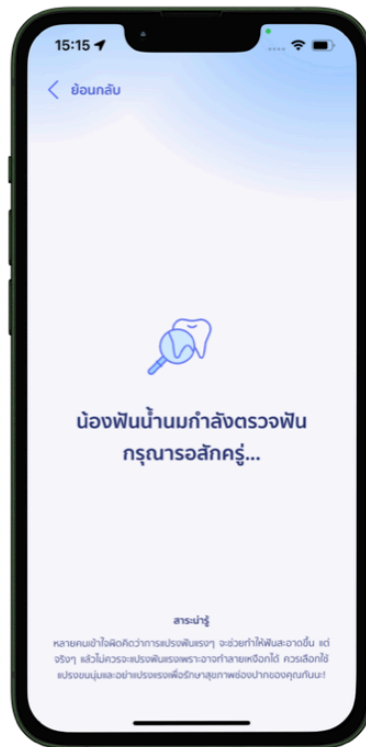 15:15
ย้อนกลับ
น้องฟันน้ำนมกำลังตรวจฟัน
กรุณารอสักครู่...
สาระน่ารู้
หลายคนเข้าใจผิดคิดว่าการแปรงฟันแรงๆ จะช่วยทำให้ฟันสะอาดขึ้น แต่
จริงๆ แล้วไม่ควรจะแปรงฟันแรงเพราะอาจทำลายเหงือกได้ ควรเลือกใช้
แปรงขนนุ่มและอย่าแปรงแรงเพื่อรักษาสุขภาพช่องปากของคุณกันนะ!